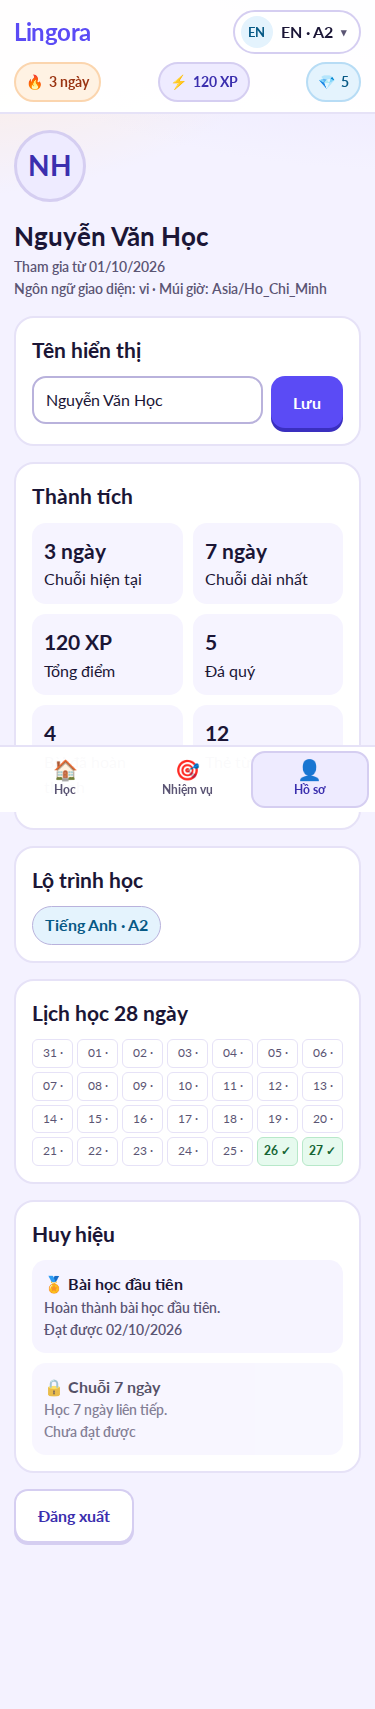 Lingora
EN EN · A2 ▾
🔥 3 ngày ⚡ 120 XP 💎 5
NH
Nguyễn Văn Học
Tham gia từ 01/10/2026
Ngôn ngữ giao diện: vi · Múi giờ: Asia/Ho_Chi_Minh
Tên hiển thị
Nguyễn Văn Học Lưu
Thành tích
3 ngày 7 ngày
Chuỗi hiện tại Chuỗi dài nhất
120 XP 5
Tổng điểm Đá quý
4 12
Học Nhiệm vụ Hồ sơ
Lộ trình học
Tiếng Anh · A2
Lịch học 28 ngày
31 · 01 · 02 · 03 · 04 · 05 · 06 ·
07 · 08 · 09 · 10 · 11 · 12 · 13 ·
14 · 15 · 16 · 17 · 18 · 19 · 20 ·
21 · 22 · 23 · 24 · 25 · 26 ✓ 27 ✓
Huy hiệu
🏅 Bài học đầu tiên
Hoàn thành bài học đầu tiên.
Đạt được 02/10/2026
🔒 Chuỗi 7 ngày
Học 7 ngày liên tiếp.
Chưa đạt được
Đăng xuất